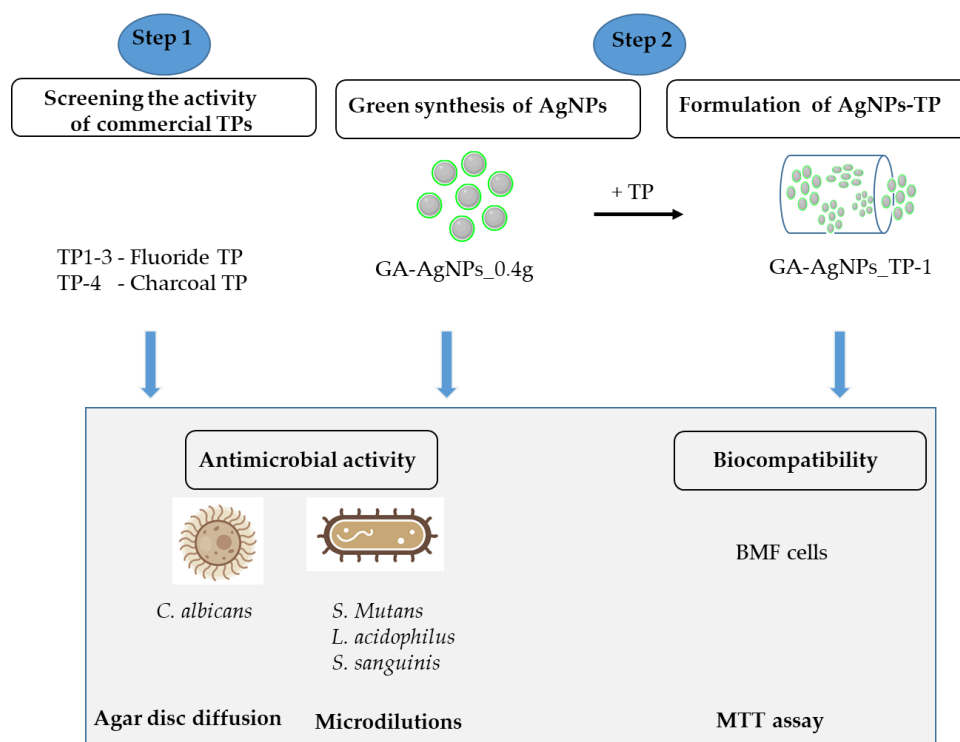 Step 1
Step 2
Screening the activity
of commercial TPs
Green synthesis of AgNPs
Formulation of AgNPs-TP
+ TP
TP1-3 - Fluoride TP
TP-4 - Charcoal TP
GA-AgNPs_0.4g
GA-AgNPs_TP-1
Antimicrobial activity
Biocompatibility
BMF cells
C. albicans
S. Mutans
L. acidophilus
S. sanguinis
Agar disc diffusion
Microdilutions
MTT assay